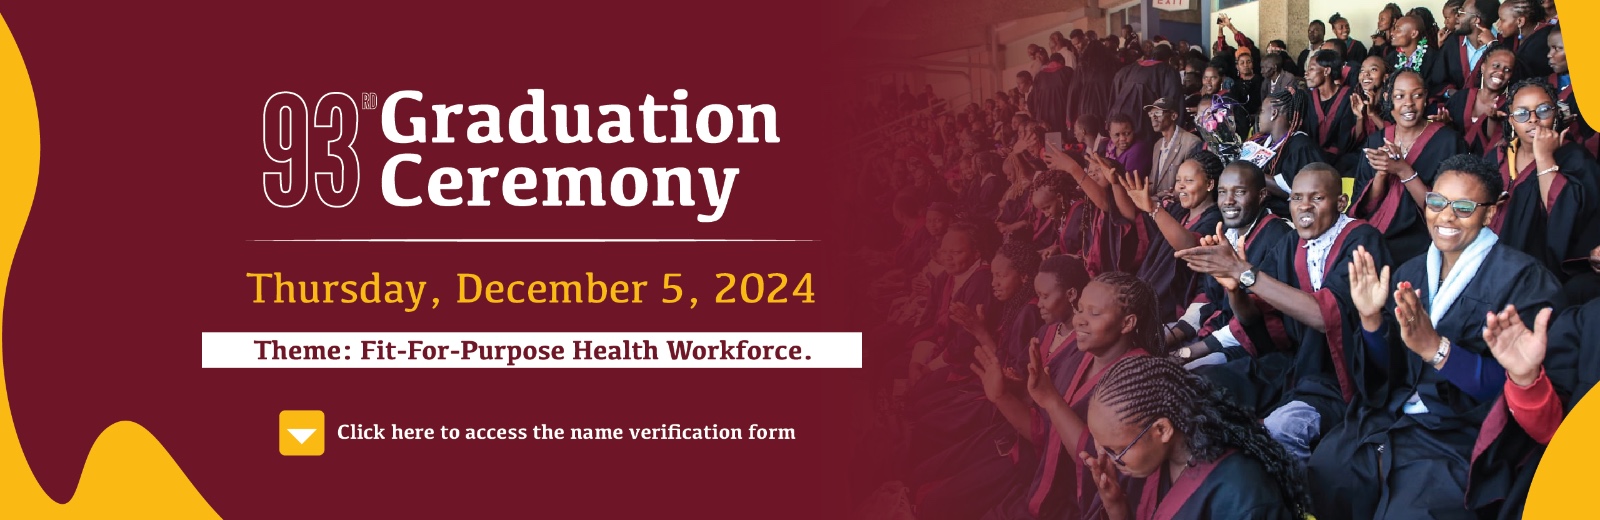 93RD Graduation
Ceremony
Thursday, December 5, 2024
Theme: Fit-For-Purpose Health Workforce.
Click here to access the name verification form
EXIT